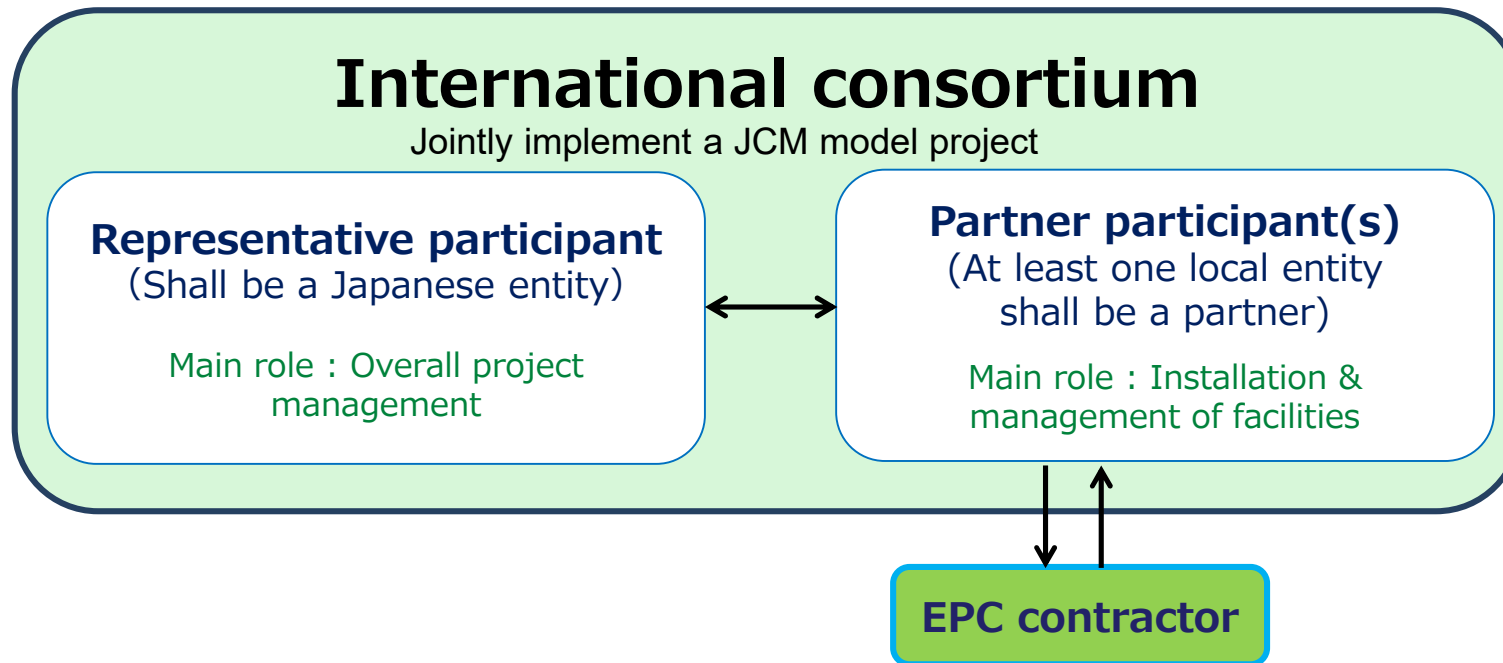 International consortium
Jointly implement a JCM model project
Representative participant
（Shall be a Japanese entity）
Main role : Overall project
management
Partner participant(s)
(At least one local entity
shall be a partner)
Main role : Installation &
management of facilities
EPC contractor